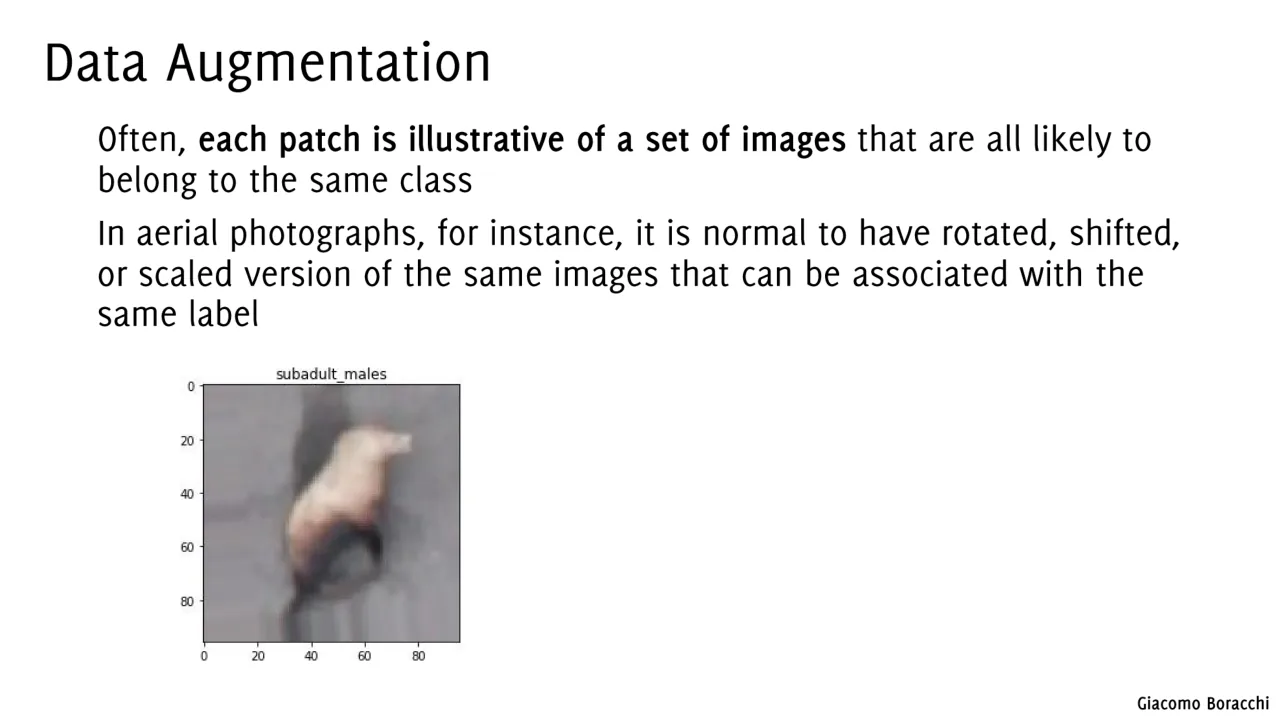 Data Augmentation
Often, each patch is illustrative of a set of images that are all likely to
belong to the same class
In aerial photographs, for instance, it is normal to have rotated, shifted,
or scaled version of the same images that can be associated with the
same label
subadult_males
0
20
40
60
80
0 20 40 60 80
Giacomo Boracchi